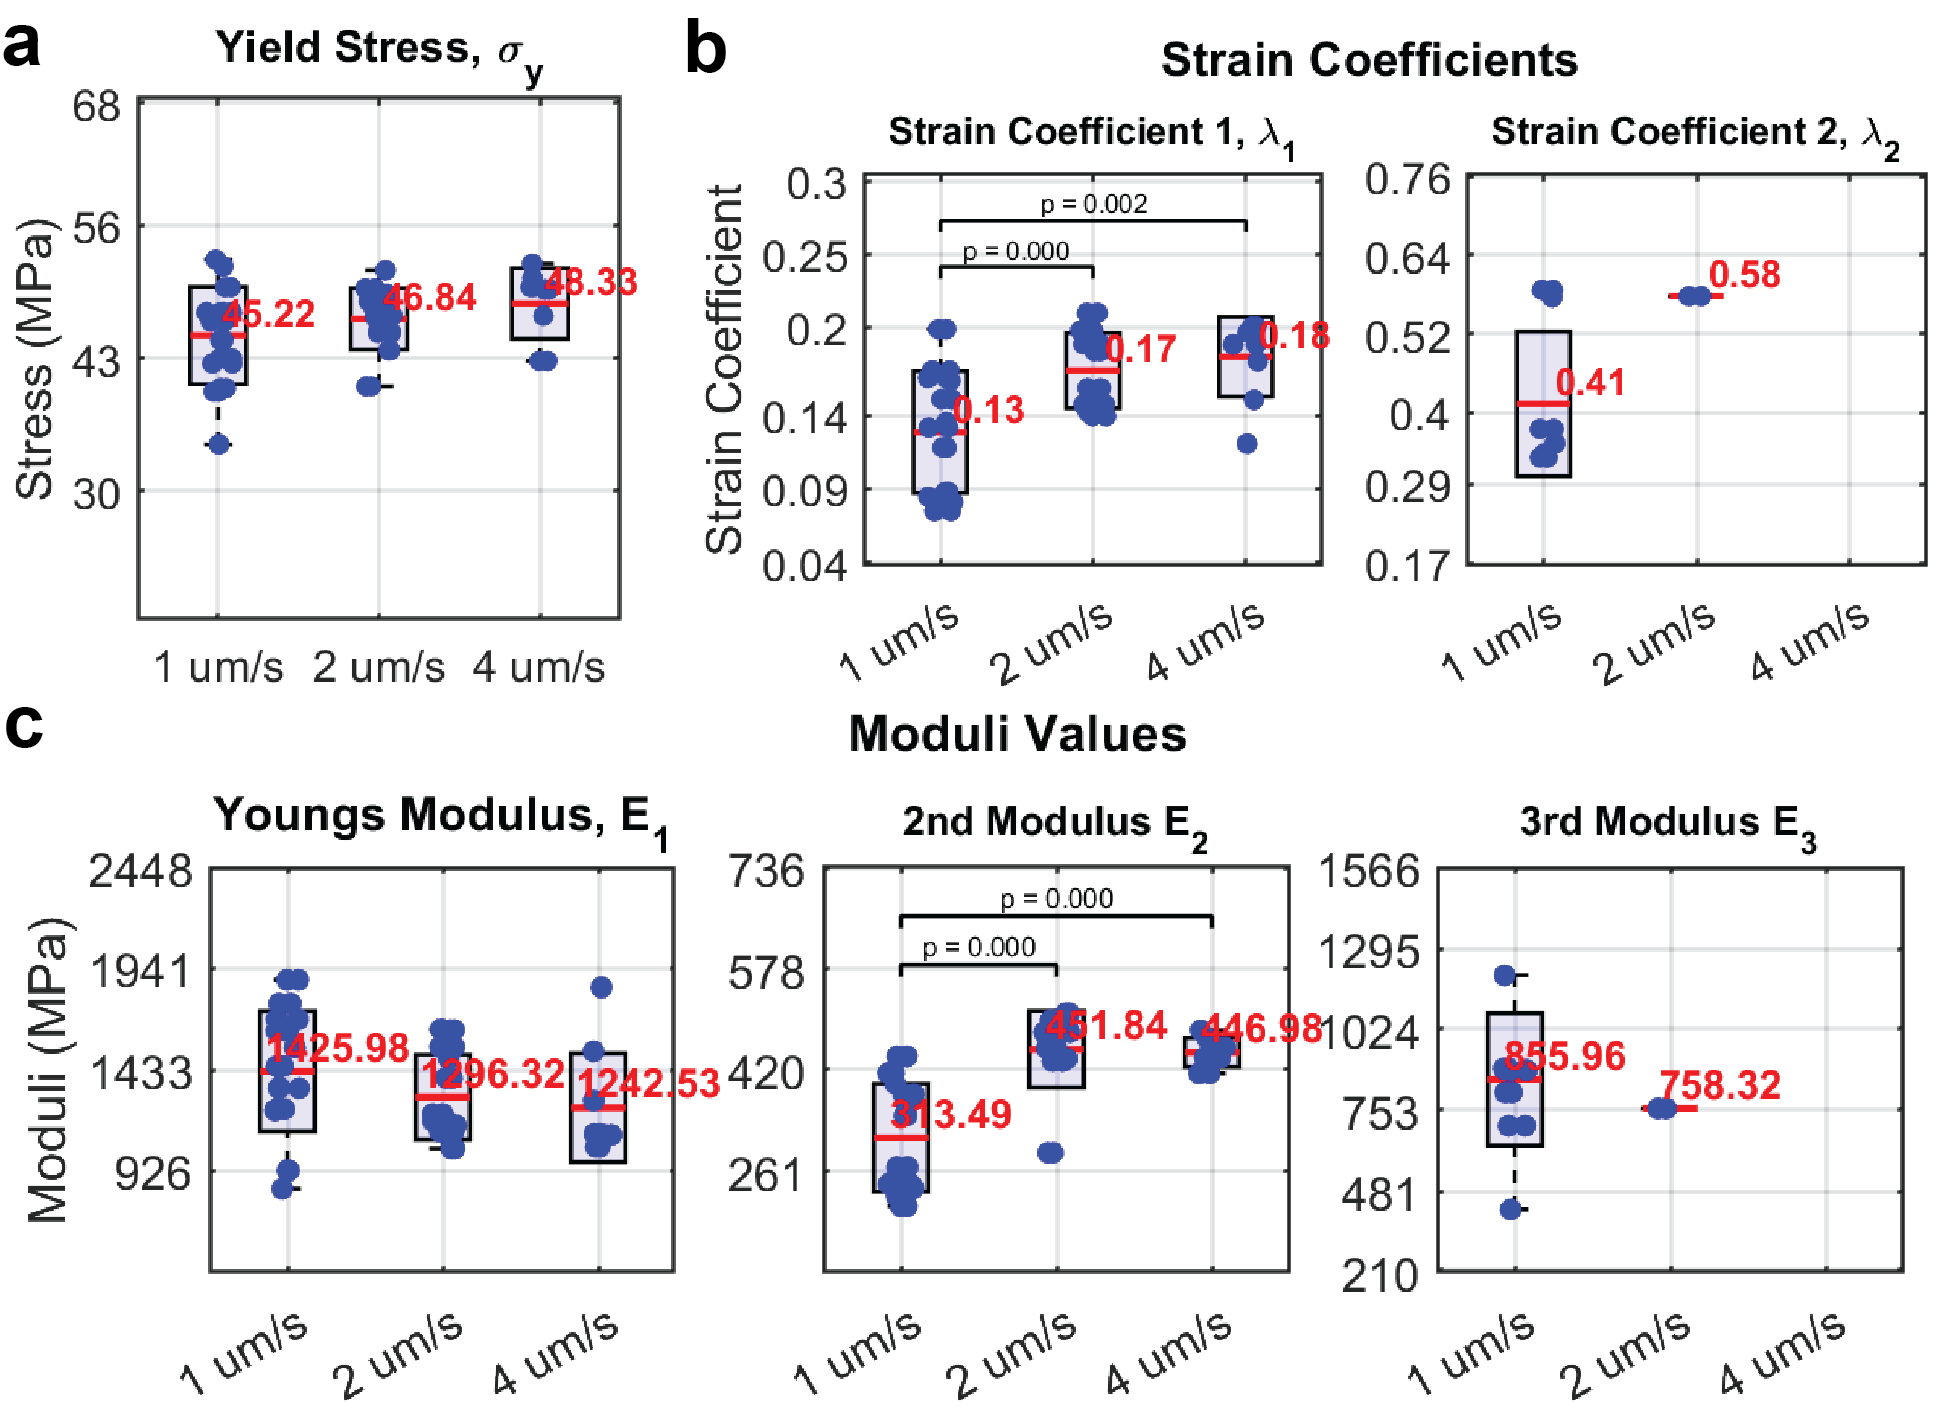 a
Yield Stress, σy
68
56
43
30
Stress (MPa)
45.22
46.84
48.33
1 um/s 2 um/s 4 um/s
b
Strain Coefficients
Strain Coefficient 1, λ1
0.3
0.25
0.2
0.14
0.09
0.04
Strain Coefficient
p = 0.002
p = 0.000
0.13
0.17
0.18
1 um/s 2 um/s 4 um/s
Strain Coefficient 2, λ2
0.76
0.64
0.52
0.4
0.29
0.17
0.41
0.58
1 um/s 2 um/s 4 um/s
c
Moduli Values
Youngs Modulus, E1
2448
1941
1433
926
Moduli (MPa)
1425.98
1296.32
1242.53
1 um/s 2 um/s 4 um/s
2nd Modulus E2
736
578
420
261
p = 0.000
p = 0.000
313.49
451.84
446.98
1 um/s 2 um/s 4 um/s
3rd Modulus E3
1566
1295
1024
753
481
210
855.96
758.32
1 um/s 2 um/s 4 um/s